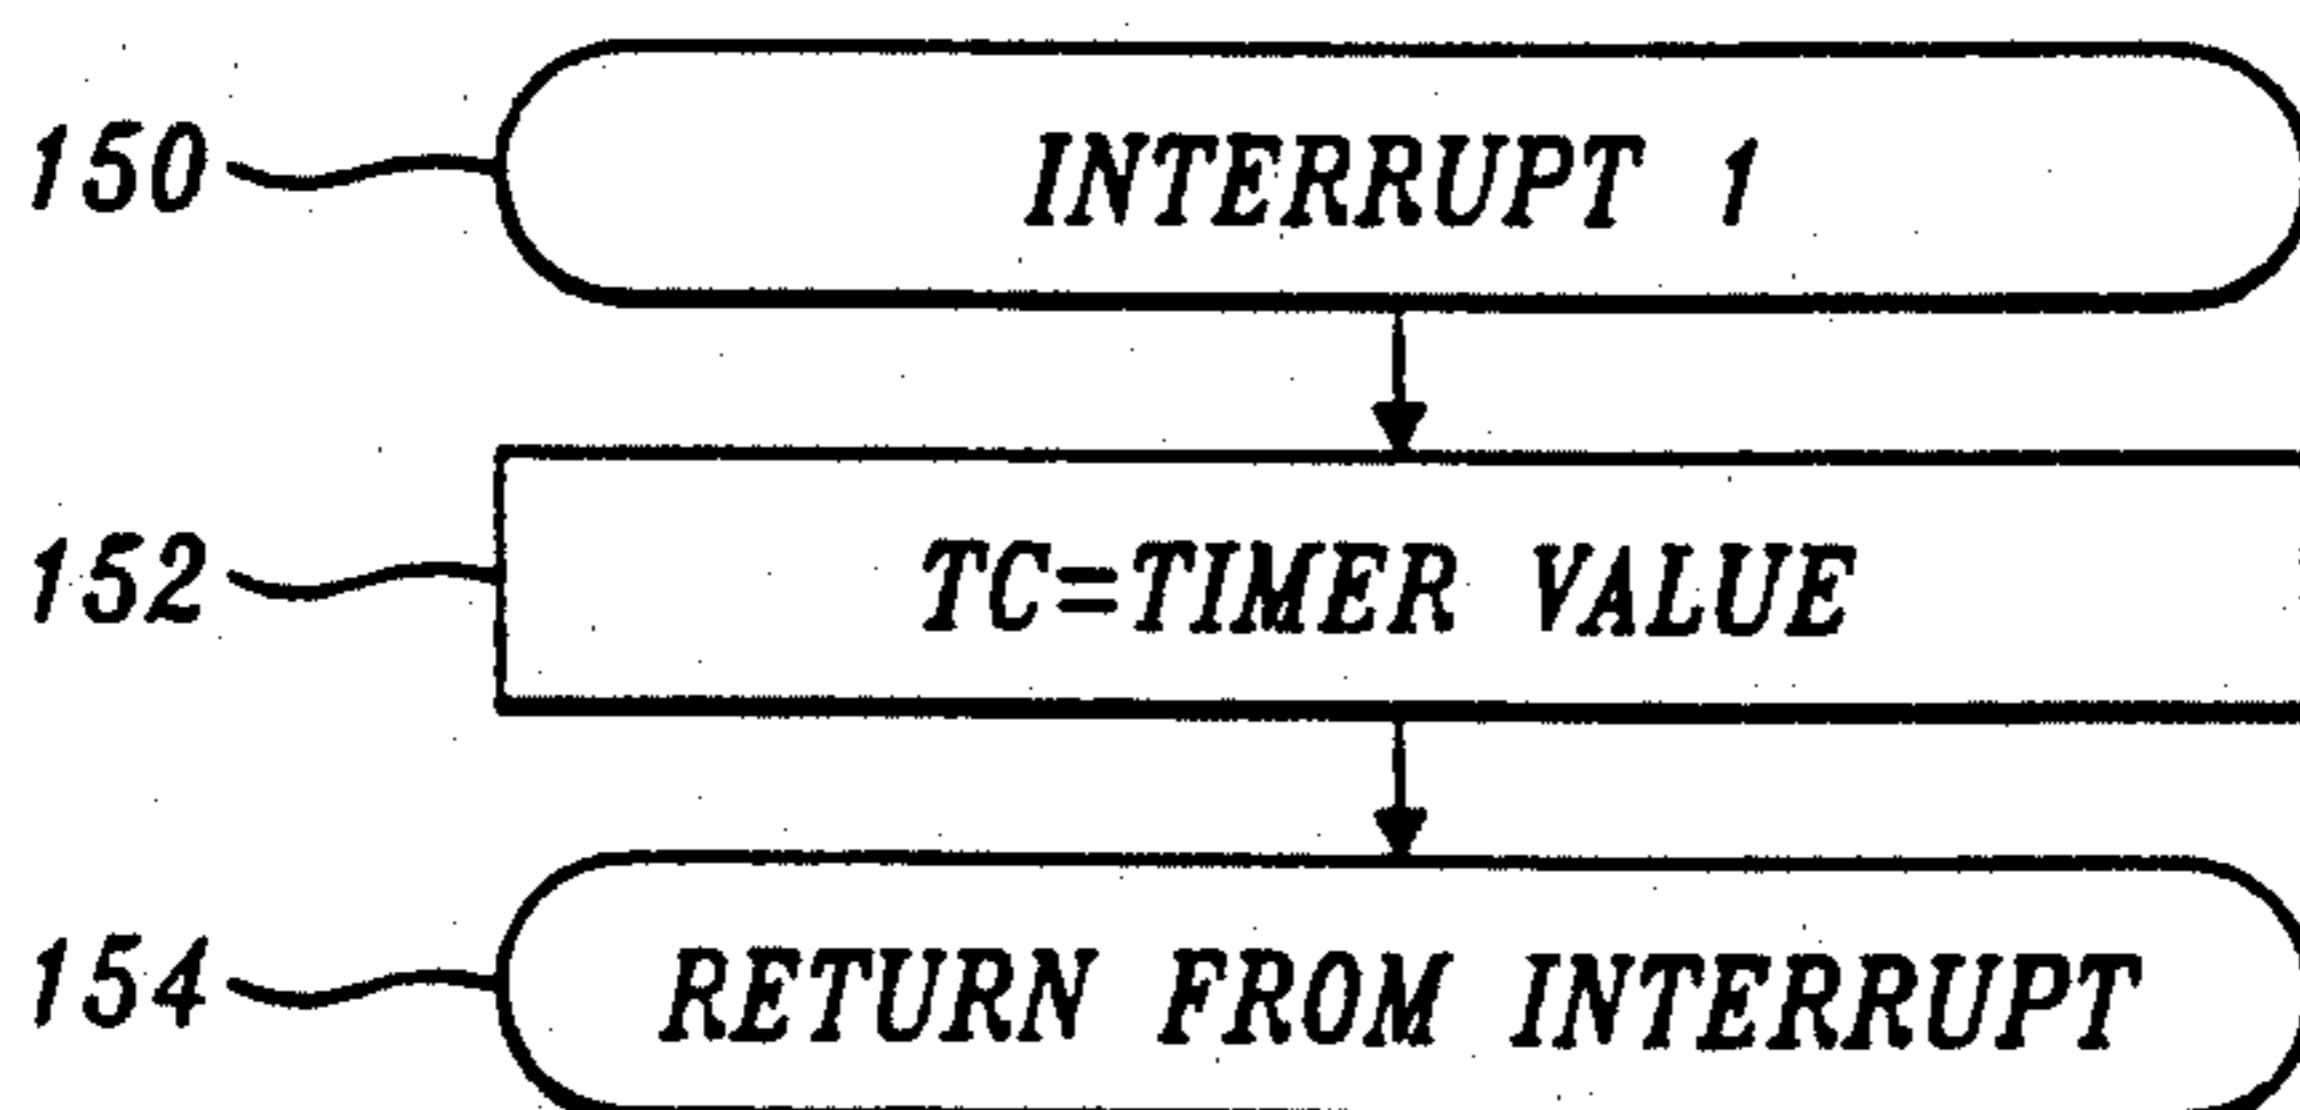 150 INTERRUPT 1
152 TC=TIMER VALUE
154 RETURN FROM INTERRUPT